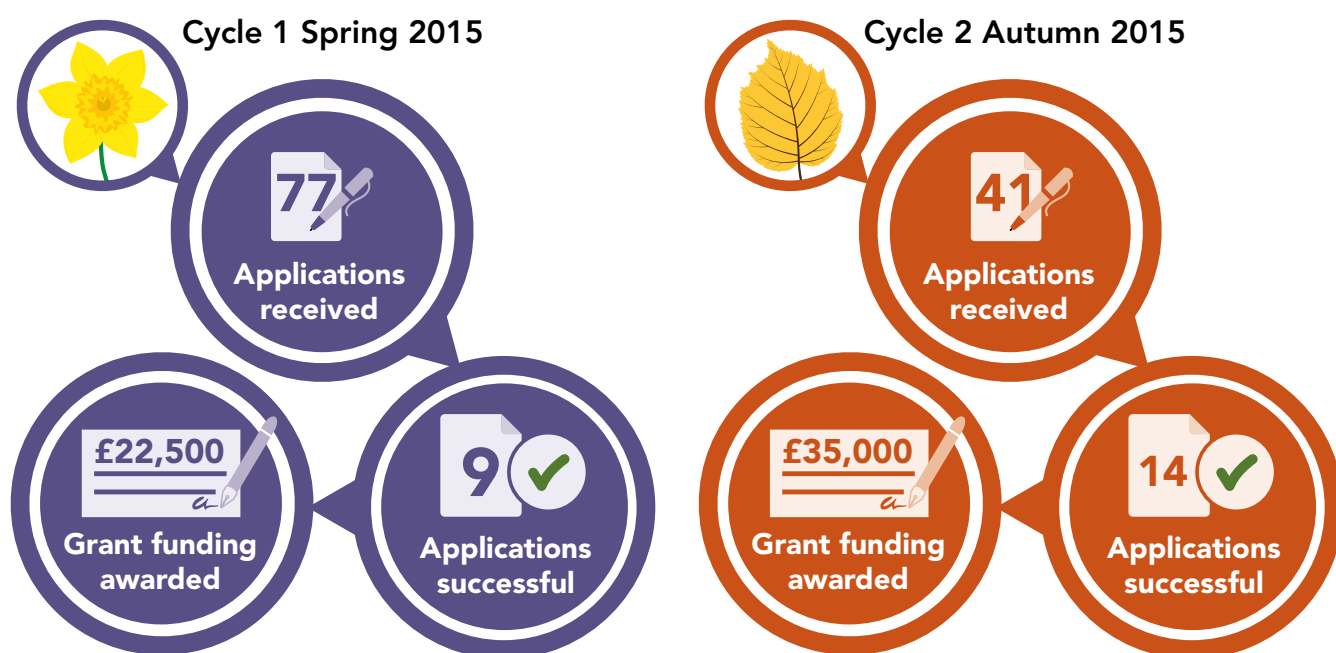 Cycle 1 Spring 2015
77
Applications
received
9
Applications
successful
£22,500
Grant funding
awarded
Cycle 2 Autumn 2015
41
Applications
received
14
Applications
successful
£35,000
Grant funding
awarded